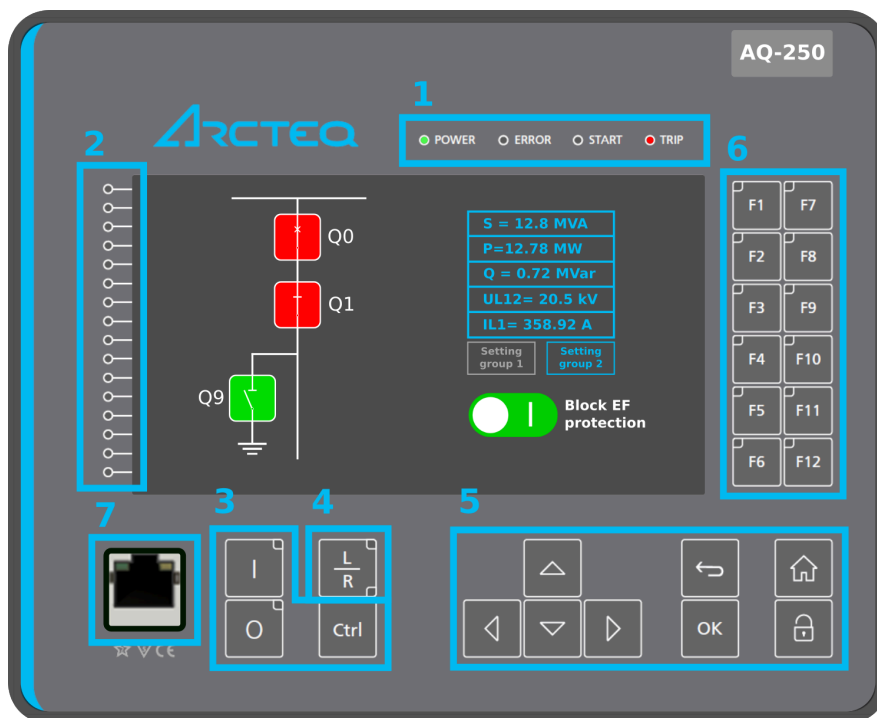 AQ-250
1
ARCTEQ
POWER ERROR START TRIP
2
6
S = 12.8 MVA
P=12.78 MW
Q = 0.72 MVar
UL12= 20.5 kV
IL1= 358.92 A
Setting
group 1
Setting
group 2
Block EF
protection
Q0
Q1
Q9
F1 F7
F2 F8
F3 F9
F4 F10
F5 F11
F6 F12
7
3
4
5
I
L
R
O
Ctrl
OK
CE